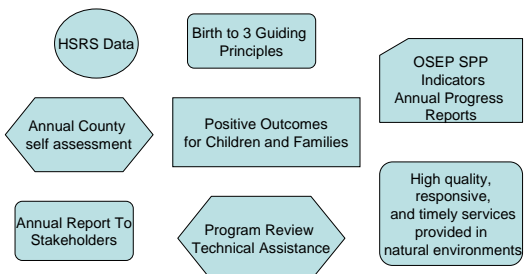 HSRS Data
Birth to 3 Guiding
Principles
OSEP SPP
Indicators
Annual Progress
Reports
Annual County
self assessment
Positive Outcomes
for Children and Families
Annual Report To
Stakeholders
Program Review
Technical Assistance
High quality,
responsive,
and timely services
provided in
natural environments